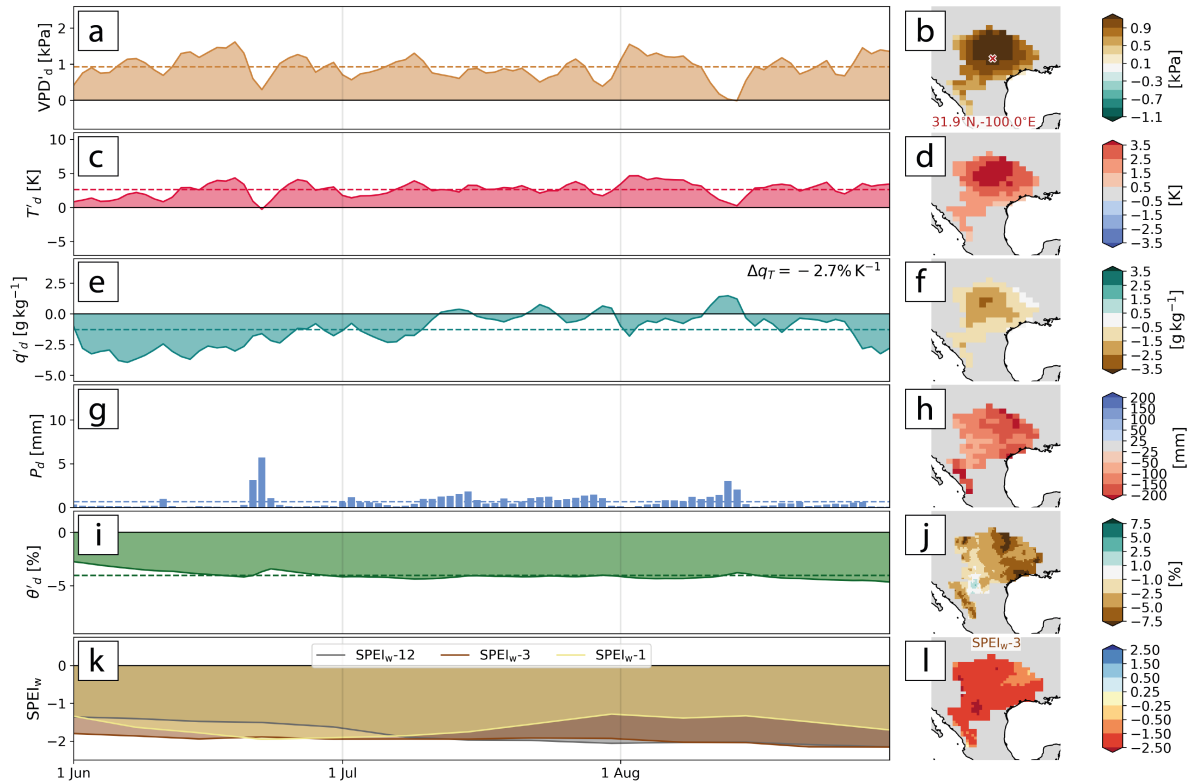 a
VPD'd [kPa]
2
1
0
b
31.9°N,-100.0°E
0.9
0.5
0.1
−0.3
−0.7
−1.1
[kPa]
c
T'd [K]
10
5
0
−5
d
3.5
2.5
1.5
0.5
−0.5
−1.5
−2.5
−3.5
[K]
e
q'd [g kg⁻¹]
2.5
0.0
−2.5
−5.0
ΔqT = −2.7% K⁻¹
f
3.5
2.5
1.5
0.5
−0.5
−1.5
−2.5
−3.5
[g kg⁻¹]
g
Pd [mm]
10
5
0
h
200
150
100
50
25
−25
−50
−100
−150
−200
[mm]
i
θ'd [%]
0
−5
j
7.5
5.0
2.5
0.5
−0.5
−2.5
−5.0
−7.5
[%]
k
SPEIw
0
−1
−2
SPEIw-12
SPEIw-3
SPEIw-1
1 Jun
1 Jul
1 Aug
l
SPEIw-3
2.50
1.50
0.50
0.25
−0.25
−0.50
−1.50
−2.50